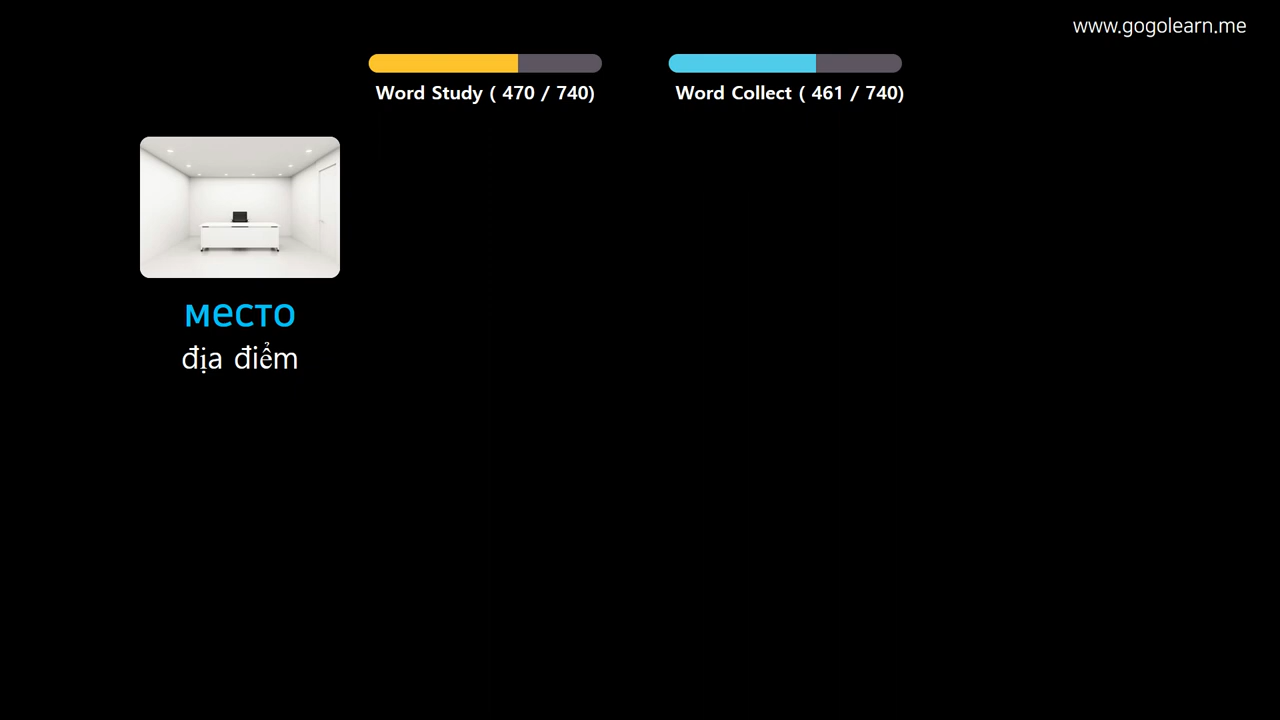 www.gogolearn.me
Word Study ( 470 / 740)
Word Collect ( 461 / 740)
место
địa điểm